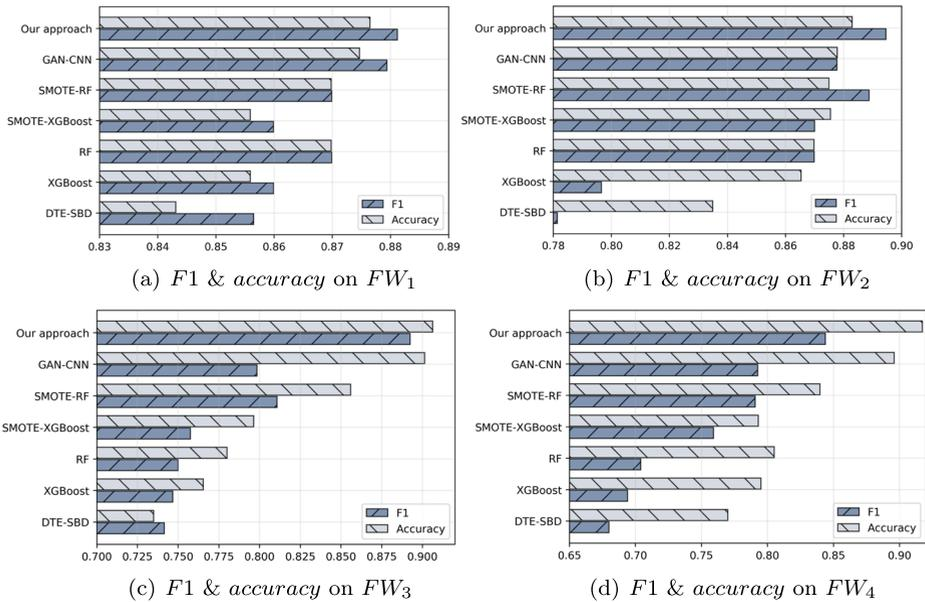 Our approach
GAN-CNN
SMOTE-RF
SMOTE-XGBoost
RF
XGBoost
DTE-SBD
F1
Accuracy
0.83 0.84 0.85 0.86 0.87 0.88 0.89
(a) F1 & accuracy on FW1
Our approach
GAN-CNN
SMOTE-RF
SMOTE-XGBoost
RF
XGBoost
DTE-SBD
F1
Accuracy
0.78 0.80 0.82 0.84 0.86 0.88 0.90
(b) F1 & accuracy on FW2
Our approach
GAN-CNN
SMOTE-RF
SMOTE-XGBoost
RF
XGBoost
DTE-SBD
F1
Accuracy
0.700 0.725 0.750 0.775 0.800 0.825 0.850 0.875 0.900
(c) F1 & accuracy on FW3
Our approach
GAN-CNN
SMOTE-RF
SMOTE-XGBoost
RF
XGBoost
DTE-SBD
F1
Accuracy
0.65 0.70 0.75 0.80 0.85 0.90
(d) F1 & accuracy on FW4